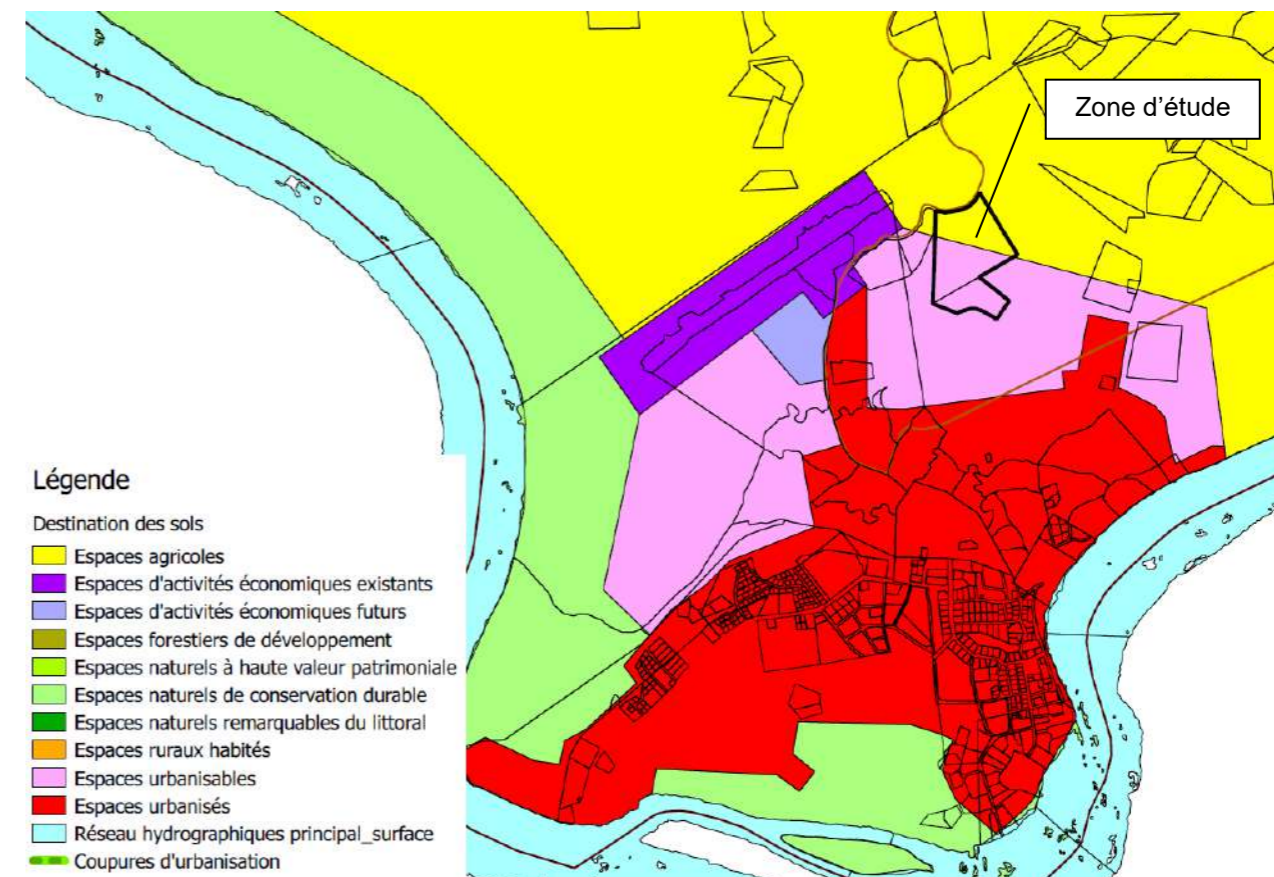 Zone d'étude
Légende
Destination des sols
Espaces agricoles
Espaces d'activités économiques existants
Espaces d'activités économiques futurs
Espaces forestiers de développement
Espaces naturels à haute valeur patrimoniale
Espaces naturels de conservation durable
Espaces naturels remarquables du littoral
Espaces ruraux habités
Espaces urbanisables
Espaces urbanisés
Réseau hydrographiques principal_surface
Coupures d'urbanisation